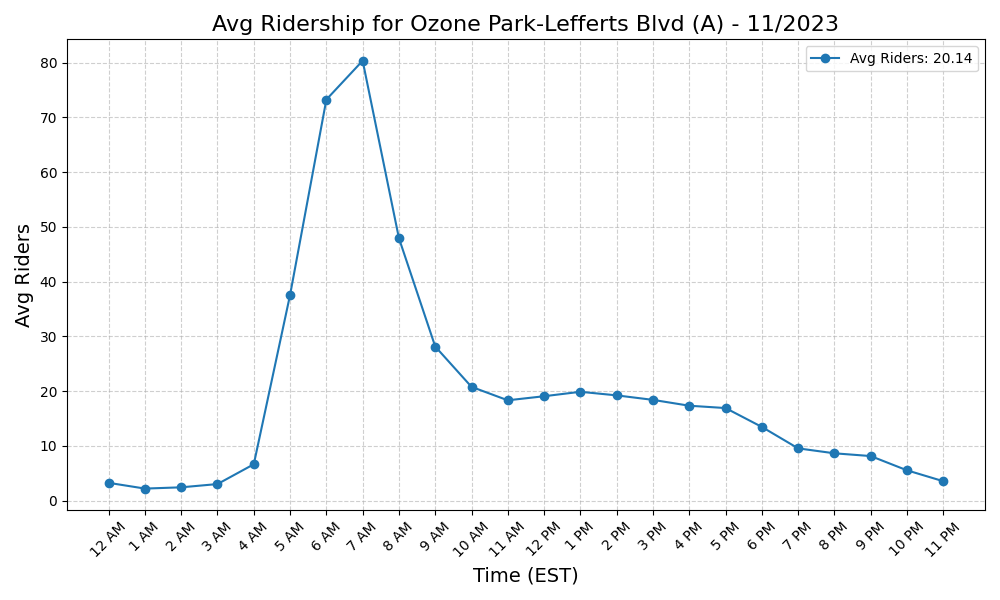 Avg Ridership for Ozone Park-Lefferts Blvd (A) - 11/2023
Avg Riders: 20.14
Avg Riders
80
70
60
50
40
30
20
10
0
12 AM
1 AM
2 AM
3 AM
4 AM
5 AM
6 AM
7 AM
8 AM
9 AM
10 AM
11 AM
12 PM
1 PM
2 PM
3 PM
4 PM
5 PM
6 PM
7 PM
8 PM
9 PM
10 PM
11 PM
Time (EST)